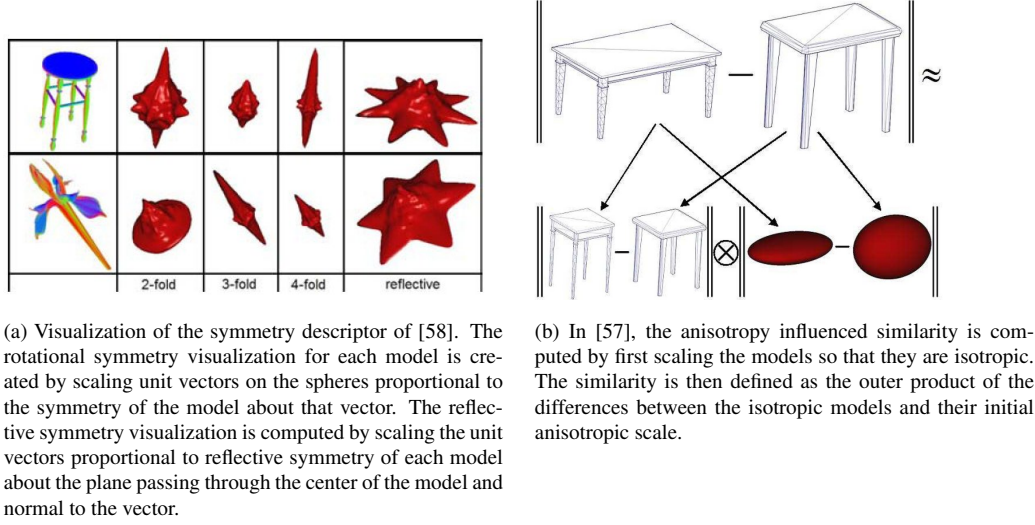 2-fold 3-fold 4-fold reflective
(a) Visualization of the symmetry descriptor of [58]. The
rotational symmetry visualization for each model is cre-
ated by scaling unit vectors on the spheres proportional to
the symmetry of the model about that vector. The reflec-
tive symmetry visualization is computed by scaling the unit
vectors proportional to reflective symmetry of each model
about the plane passing through the center of the model and
normal to the vector.
‖ − ‖ ≈
‖ − ‖ ⊗ ‖ − ‖
(b) In [57], the anisotropy influenced similarity is com-
puted by first scaling the models so that they are isotropic.
The similarity is then defined as the outer product of the
differences between the isotropic models and their initial
anisotropic scale.